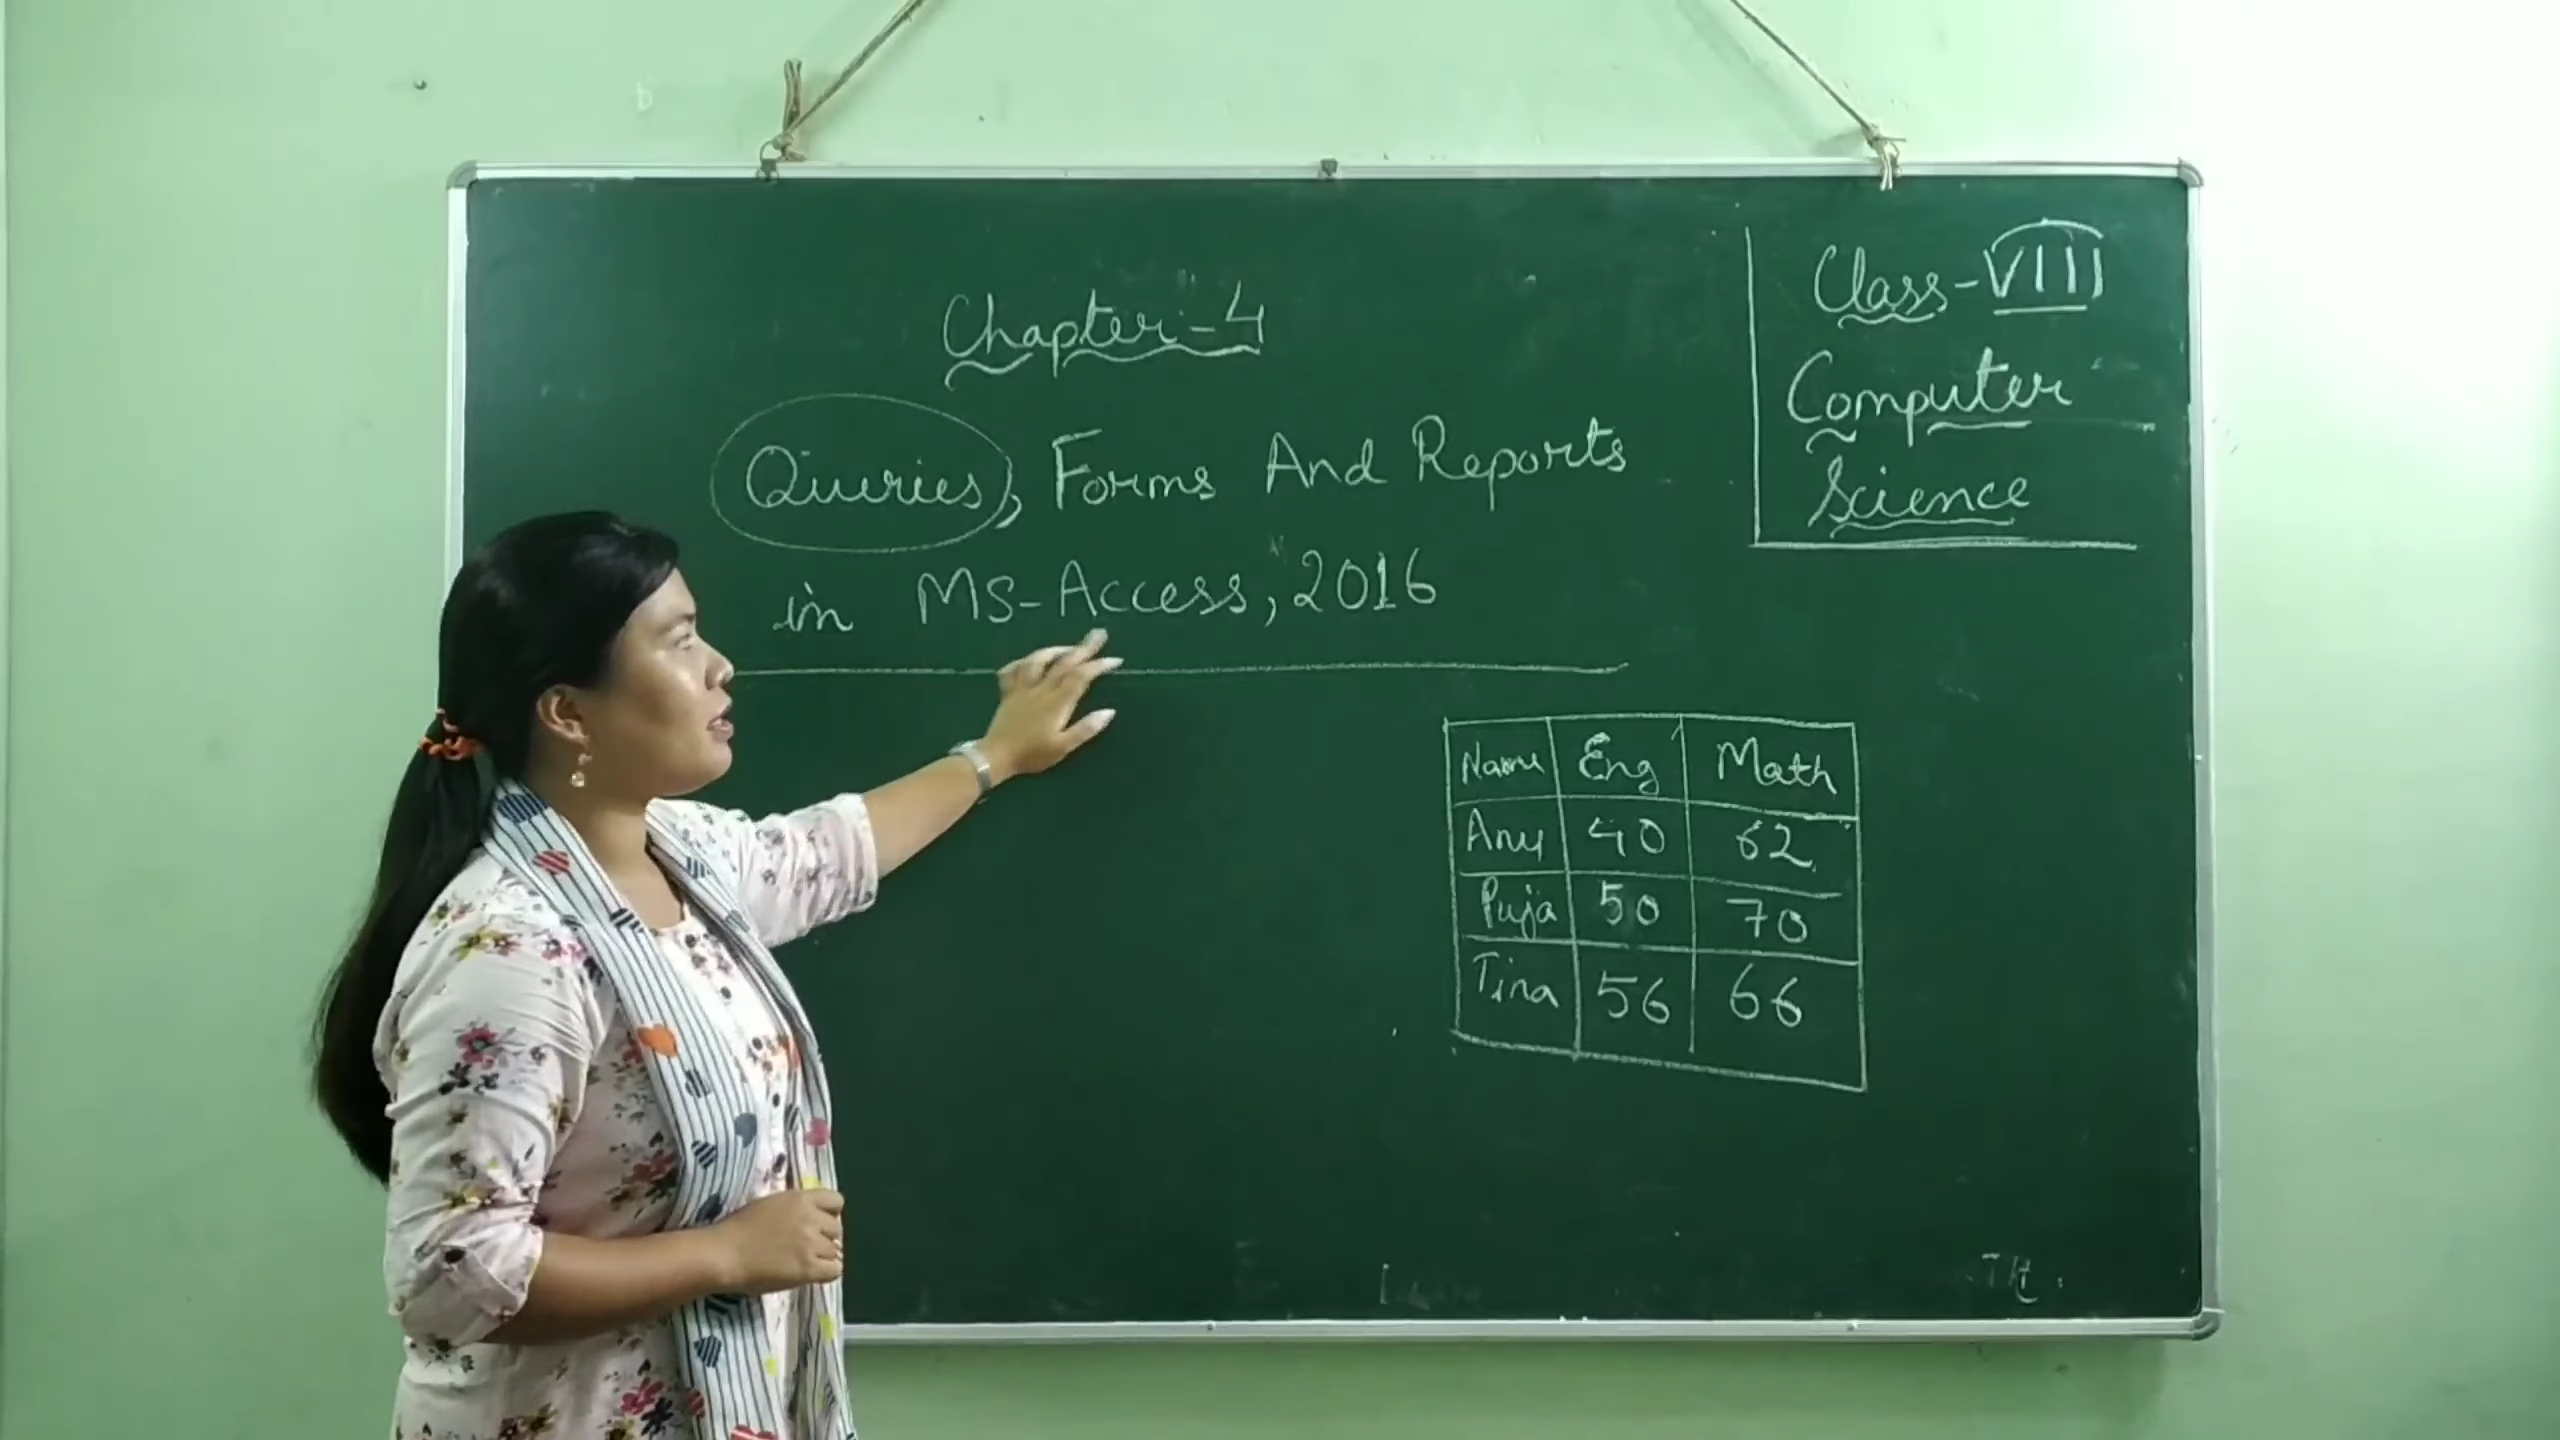 Chapter-4
Queries, Forms And Reports
in MS-Access, 2016
Class-VIII
Computer
Science
Name Eng Math
Any 40 62
Puja 50 70
Tina 56 66